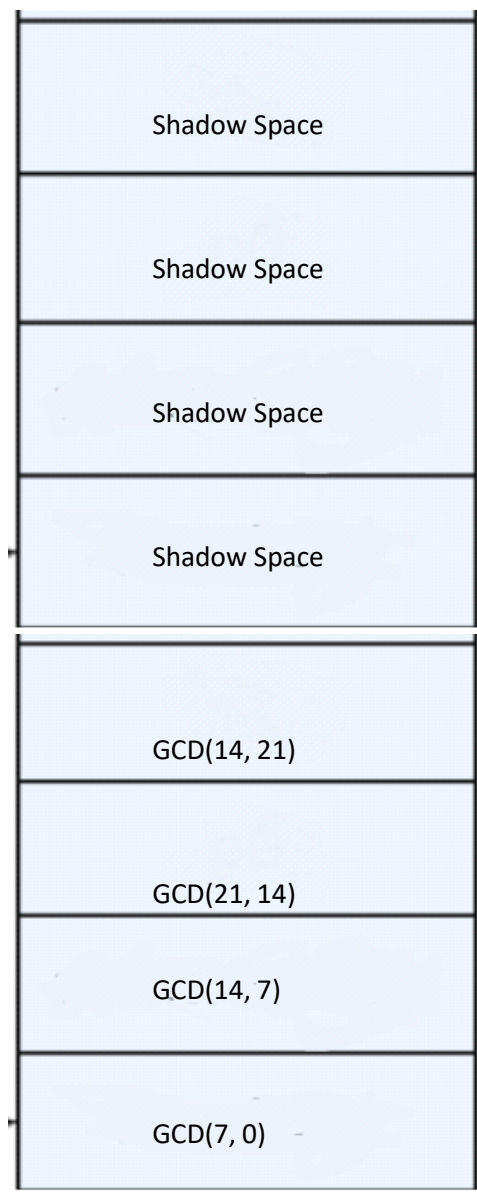 Shadow Space
Shadow Space
Shadow Space
Shadow Space
GCD(14, 21)
GCD(21, 14)
GCD(14, 7)
GCD(7, 0)